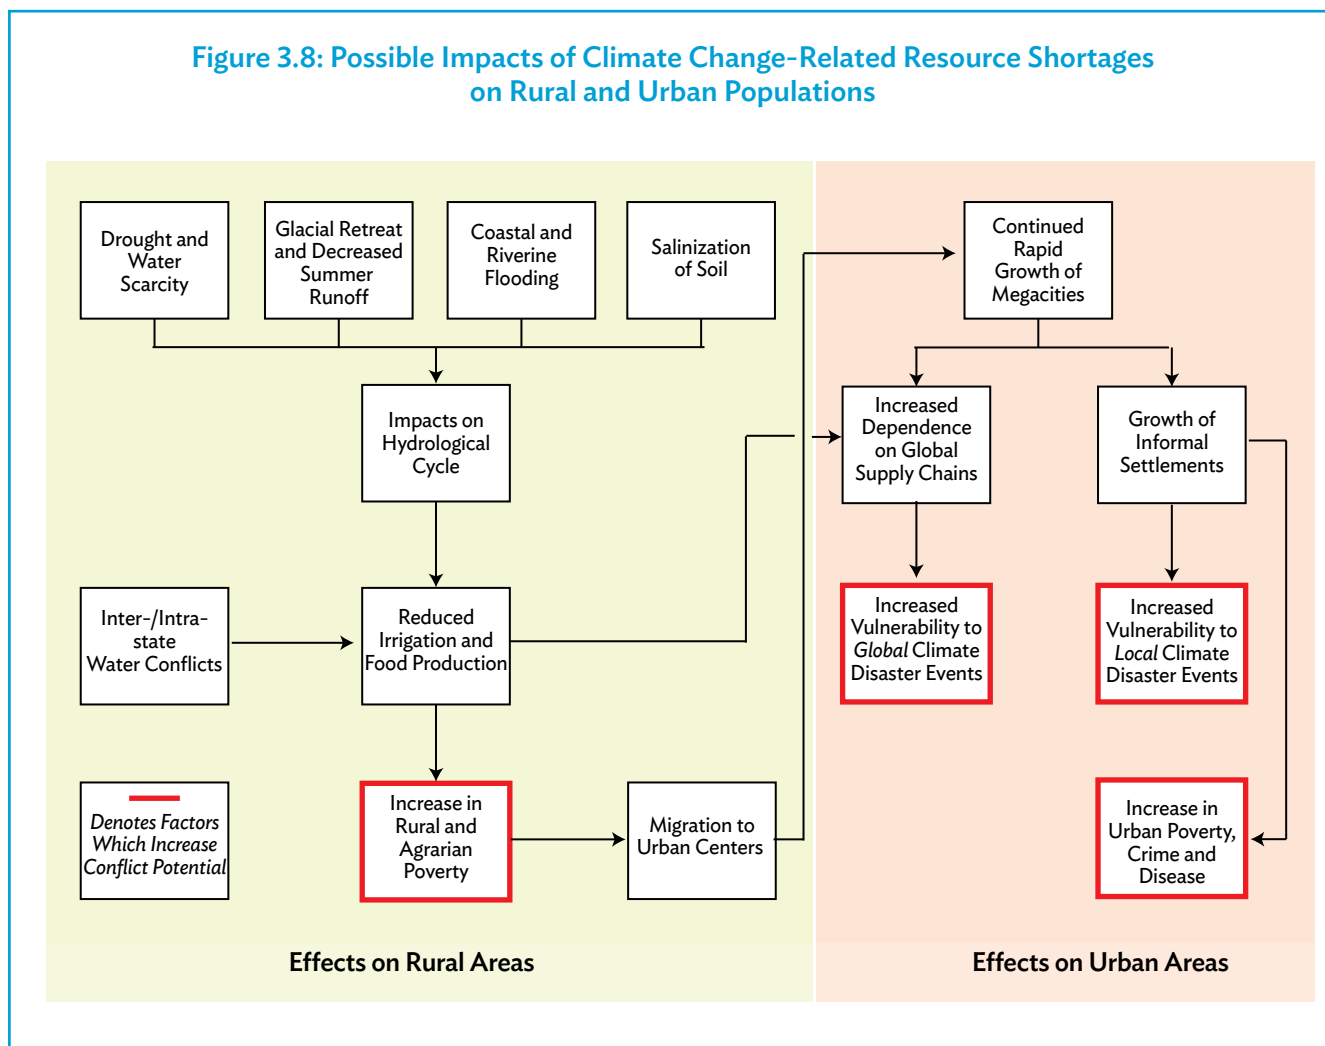 Figure 3.8: Possible Impacts of Climate Change-Related Resource Shortages
on Rural and Urban Populations
Drought and
Water
Scarcity
Glacial Retreat
and Decreased
Summer
Runoff
Coastal and
Riverine
Flooding
Salinization
of Soil
Continued
Rapid
Growth of
Megacities
Impacts on
Hydrological
Cycle
Increased
Dependence
on Global
Supply Chains
Growth of
Informal
Settlements
Inter-/Intra-
state
Water Conflicts
Reduced
Irrigation and
Food Production
Increased
Vulnerability to
Global Climate
Disaster Events
Increased
Vulnerability to
Local Climate
Disaster Events
Denotes Factors
Which Increase
Conflict Potential
Increase in
Rural and
Agrarian
Poverty
Migration to
Urban Centers
Increase in
Urban Poverty,
Crime and
Disease
Effects on Rural Areas
Effects on Urban Areas